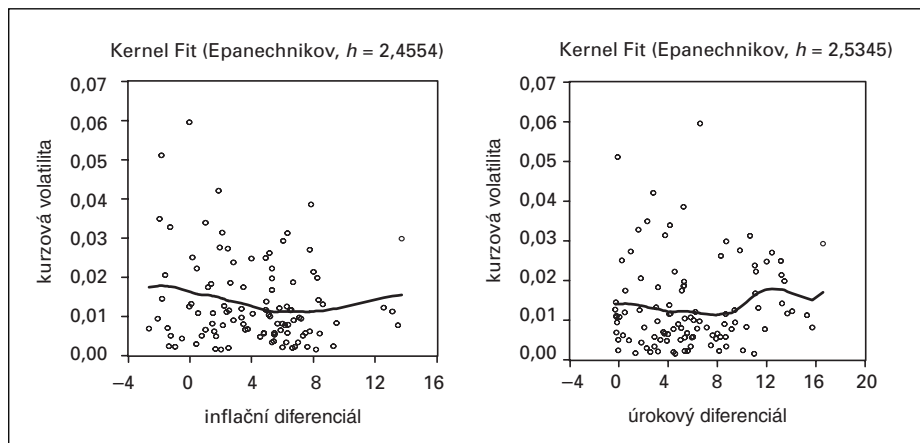 Kernel Fit (Epanechnikov, h = 2,4554)
0,07
0,06
0,05
0,04
0,03
0,02
0,01
0,00
kurzová volatilita
–4 0 4 8 12 16
inflační diferenciál
Kernel Fit (Epanechnikov, h = 2,5345)
0,07
0,06
0,05
0,04
0,03
0,02
0,01
0,00
kurzová volatilita
–4 0 4 8 12 16 20
úrokový diferenciál